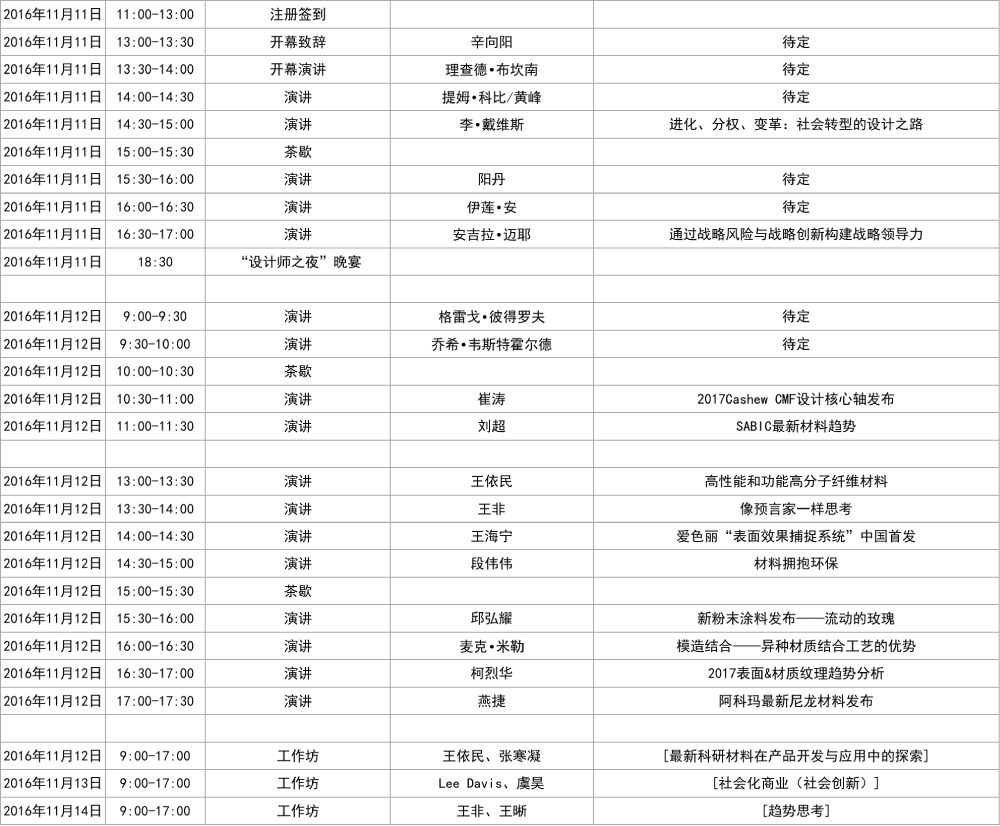 2016年11月11日 11:00-13:00 注册签到
2016年11月11日 13:00-13:30 开幕致辞 辛向阳 待定
2016年11月11日 13:30-14:00 开幕演讲 理查德•布坎南 待定
2016年11月11日 14:00-14:30 演讲 提姆•科比/黄峰 待定
2016年11月11日 14:30-15:00 演讲 李•戴维斯 进化、分权、变革：社会转型的设计之路
2016年11月11日 15:00-15:30 茶歇
2016年11月11日 15:30-16:00 演讲 阳丹 待定
2016年11月11日 16:00-16:30 演讲 伊莲•安 待定
2016年11月11日 16:30-17:00 演讲 安吉拉•迈耶 通过战略风险与战略创新构建战略领导力
2016年11月11日 18:30 “设计师之夜”晚宴
2016年11月12日 9:00-9:30 演讲 格雷戈•彼得罗夫 待定
2016年11月12日 9:30-10:00 演讲 乔希•韦斯特霍尔德 待定
2016年11月12日 10:00-10:30 茶歇
2016年11月12日 10:30-11:00 演讲 崔涛 2017Cashew CMF设计核心轴发布
2016年11月12日 11:00-11:30 演讲 刘超 SABIC最新材料趋势
2016年11月12日 13:00-13:30 演讲 王依民 高性能和功能高分子纤维材料
2016年11月12日 13:30-14:00 演讲 王非 像预言家一样思考
2016年11月12日 14:00-14:30 演讲 王海宁 爱色丽“表面效果捕捉系统”中国首发
2016年11月12日 14:30-15:00 演讲 段伟伟 材料拥抱环保
2016年11月12日 15:00-15:30 茶歇
2016年11月12日 15:30-16:00 演讲 邱弘耀 新粉末涂料发布——流动的玫瑰
2016年11月12日 16:00-16:30 演讲 麦克•米勒 模造结合——异种材质结合工艺的优势
2016年11月12日 16:30-17:00 演讲 柯烈华 2017表面&材质纹理趋势分析
2016年11月12日 17:00-17:30 演讲 燕捷 阿科玛最新尼龙材料发布
2016年11月12日 9:00-17:00 工作坊 王依民、张寒凝 [最新科研材料在产品开发与应用中的探索]
2016年11月13日 9:00-17:00 工作坊 Lee Davis、虞昊 [社会化商业（社会创新）]
2016年11月14日 9:00-17:00 工作坊 王非、王晰 [趋势思考]